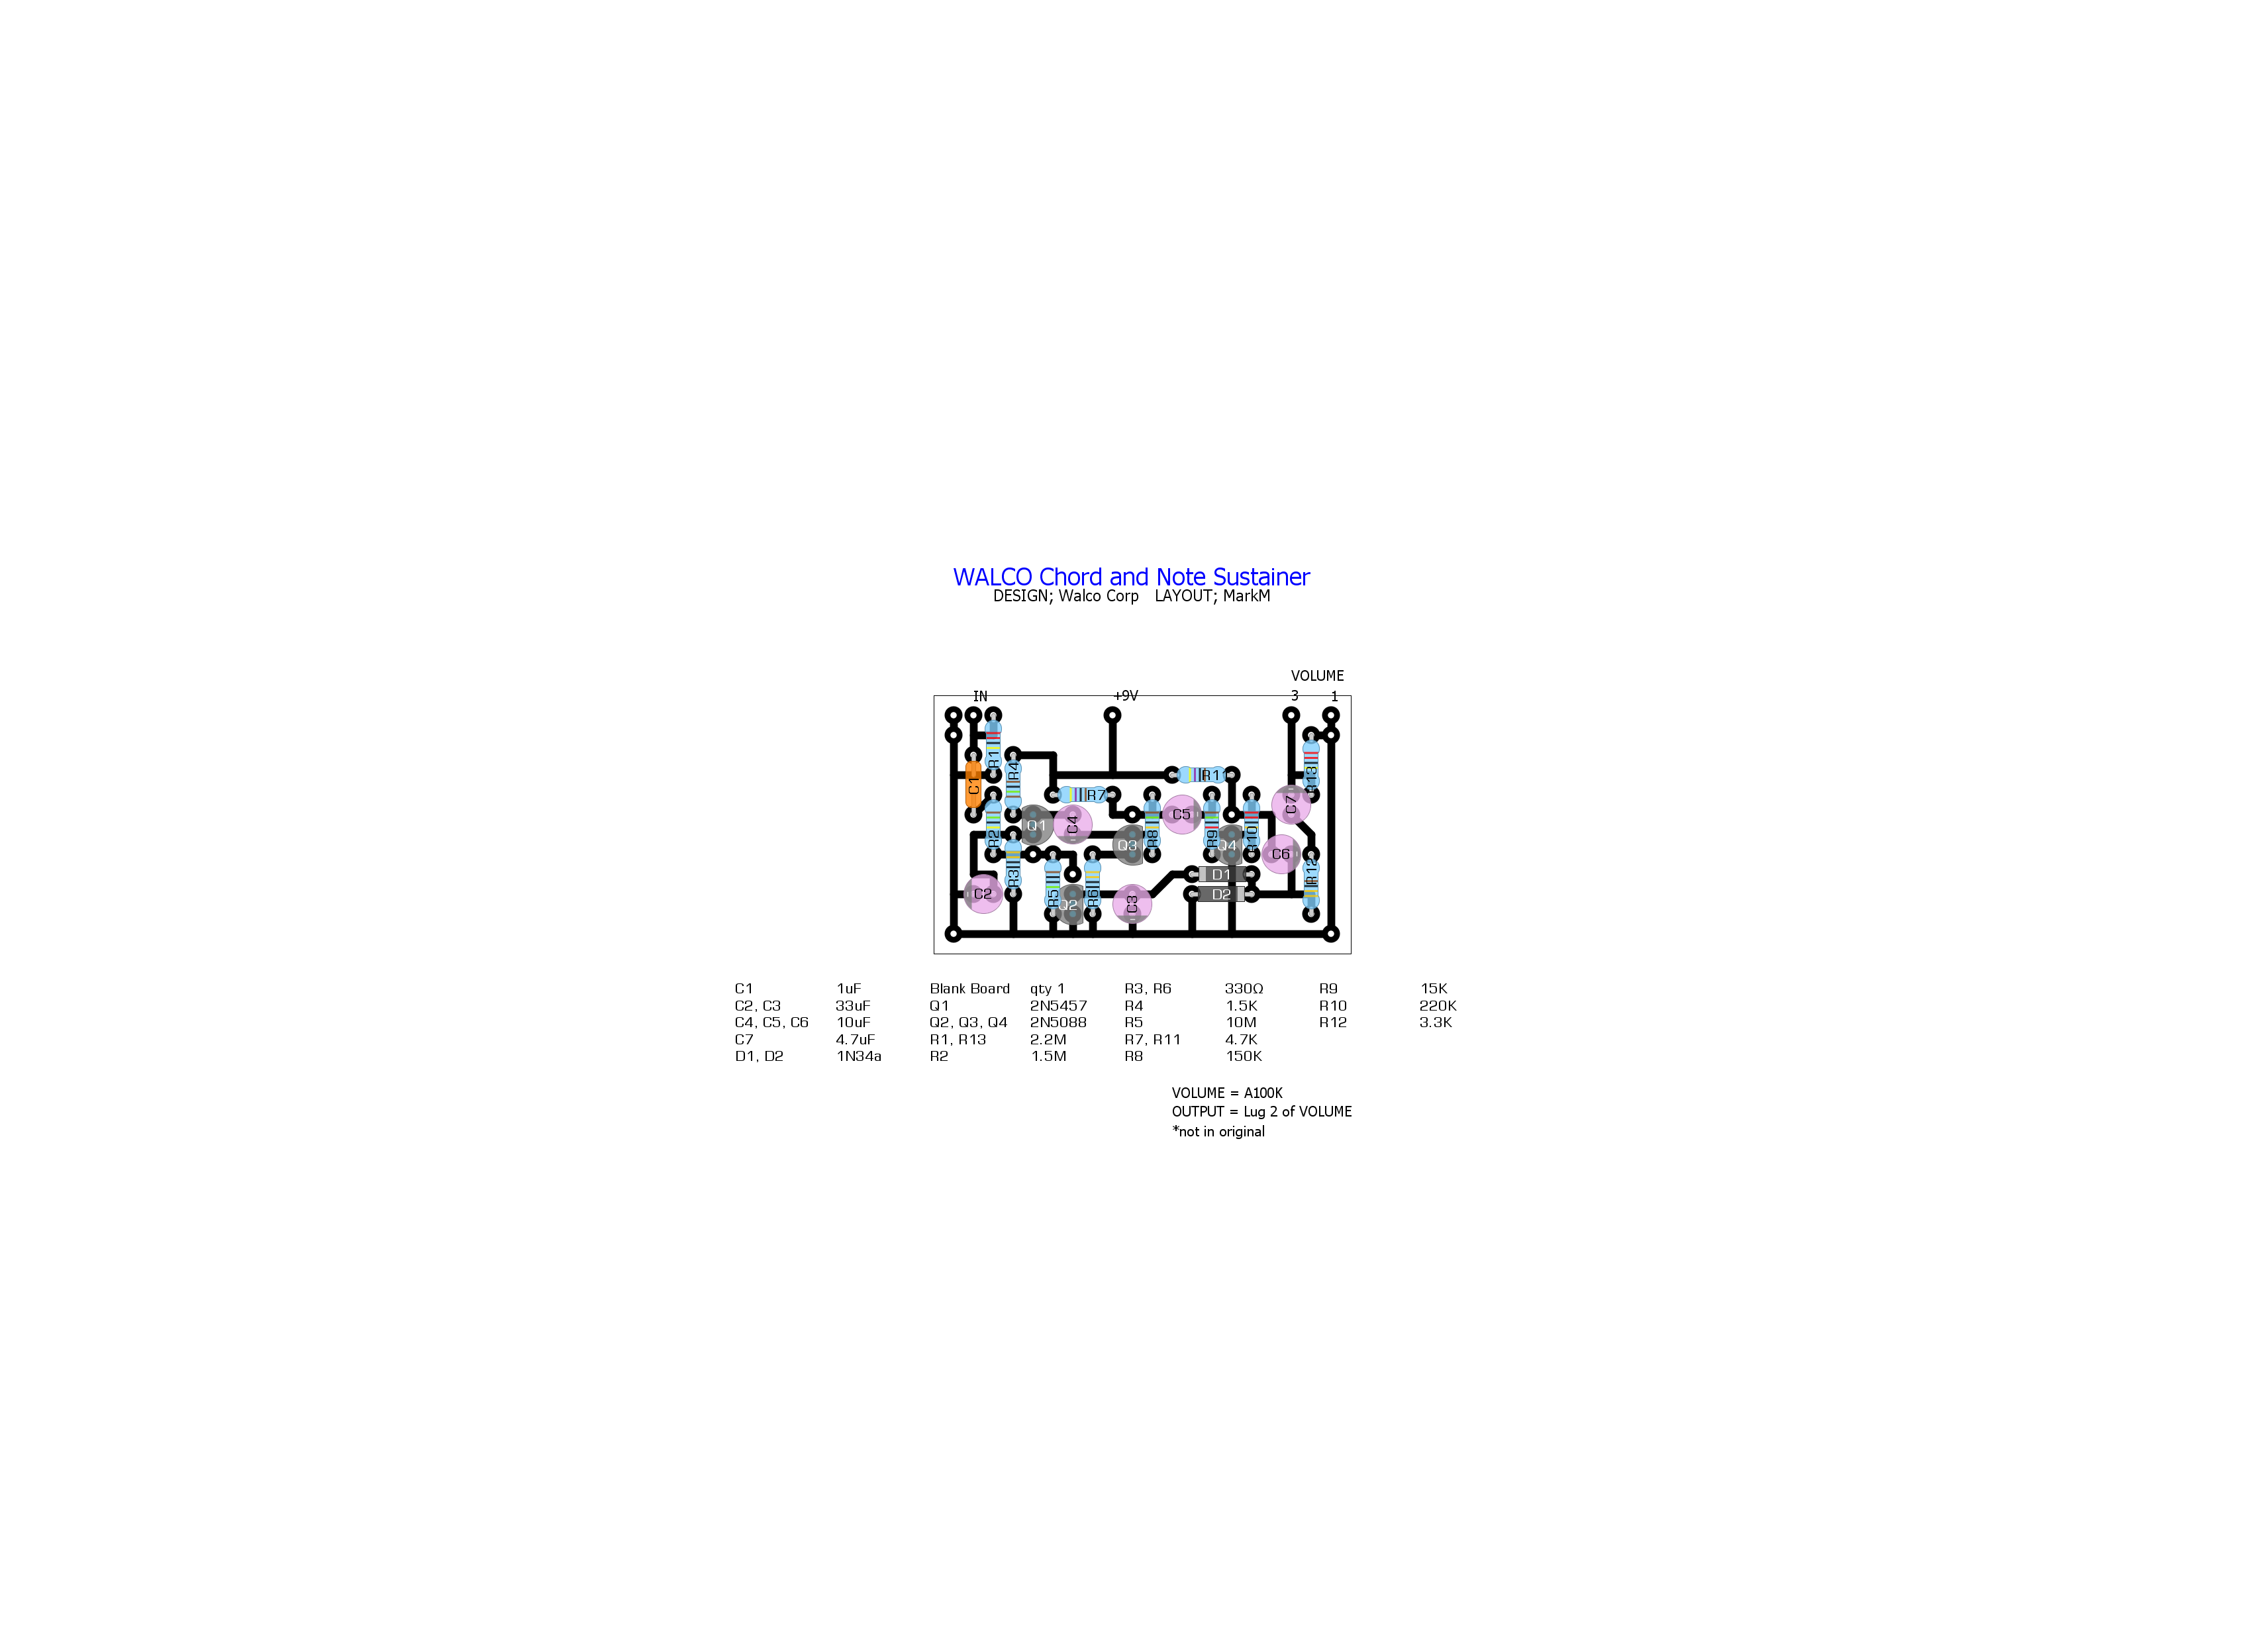 WALCO Chord and Note Sustainer
DESIGN; Walco Corp LAYOUT; MarkM
VOLUME
IN +9V 3 1
R1
R4
C1
R11
R13
R7
C7
C5
Q1
C4
R2
Q3
R8
R9
Q4
R10
C6
R3
R12
D1
C2
R5
Q2
R6
C3
D2
C1 1uF Blank Board qty 1 R3, R6 330Ω R9 15K
C2, C3 33uF Q1 2N5457 R4 1.5K R10 220K
C4, C5, C6 10uF Q2, Q3, Q4 2N5088 R5 10M R12 3.3K
C7 4.7uF R1, R13 2.2M R7, R11 4.7K
D1, D2 1N34a R2 1.5M R8 150K
VOLUME = A100K
OUTPUT = Lug 2 of VOLUME
*not in original